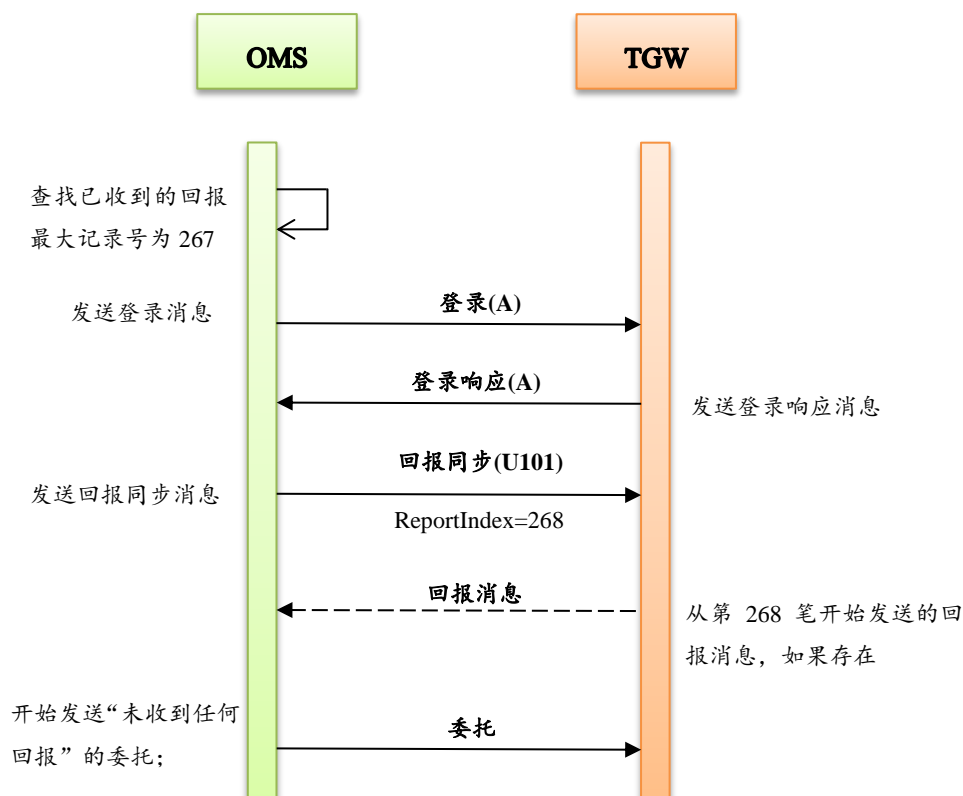 OMS
TGW
查找已收到的回报
最大记录号为 267
登录(A)
发送登录消息
登录响应(A)
发送登录响应消息
回报同步(U101)
发送回报同步消息
ReportIndex=268
回报消息
从第 268 笔开始发送的回
报消息，如果存在
开始发送“未收到任何
回报”的委托；
委托